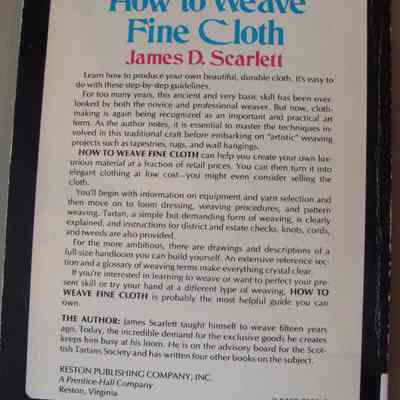 How to Weave
Fine Cloth
James D. Scarlett
Learn how to produce your own beautiful, durable cloth. It's easy to
do with these step-by-step guidelines.
For too many years, this ancient and very basic skill has been over-
looked by both the novice and professional weaver. But now, cloth-
making is again being recognized as an important and practical art
form. As the author notes, it is essential to master the techniques in-
volved in this traditional craft before embarking on "artistic" weaving
projects such as tapestries, rugs, and wall hangings.
HOW TO WEAVE FINE CLOTH can help you create your own lux-
urious material at a fraction of retail prices. You can then turn it into
elegant clothing at low cost—you might even consider selling the
cloth.
You'll begin with information on equipment and yarn selection and
then move on to loom dressing, weaving procedures, and pattern
weaving. Tartan, a simple but demanding form of weaving, is clearly
explained, and instructions for district and estate checks, knots, cords,
and tweeds are also provided.
For the more ambitious, there are drawings and descriptions of a
full-size handloom you can build yourself. An extensive reference sec-
tion and a glossary of weaving terms make everything crystal clear.
If you're interested in learning to weave or want to perfect your pre-
sent skill or try your hand at a different type of weaving, HOW TO
WEAVE FINE CLOTH is probably the most helpful guide you can
own.
THE AUTHOR: James Scarlett taught himself to weave fifteen years
ago. Today, the incredible demand for the exclusive goods he creates
keeps him busy at his loom. He is on the advisory board for the Scot-
tish Tartans Society and has written four other books on the subject.
RESTON PUBLISHING COMPANY, INC.
A Prentice-Hall Company
Reston, Virginia